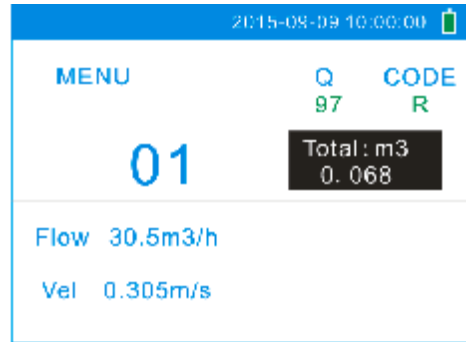 2015-09-09 10:00:00
MENU Q CODE
97 R
01
Total: m3
0. 068
Flow 30.5m3/h
Vel 0.305m/s